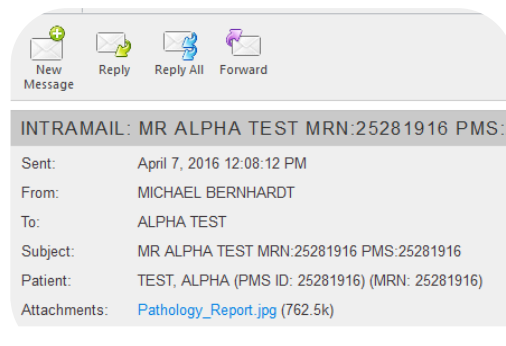 New Message
Reply
Reply All
Forward
INTRAMAIL: MR ALPHA TEST MRN:25281916 PMS:
Sent: April 7, 2016 12:08:12 PM
From: MICHAEL BERNHARDT
To: ALPHA TEST
Subject: MR ALPHA TEST MRN:25281916 PMS:25281916
Patient: TEST, ALPHA (PMS ID: 25281916) (MRN: 25281916)
Attachments: Pathology_Report.jpg (762.5k)